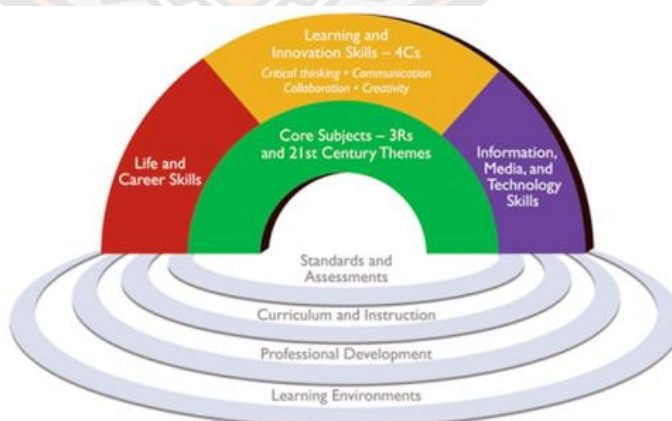 Learning and
Innovation Skills – 4Cs
Critical thinking • Communication
Collaboration • Creativity
Core Subjects – 3Rs
and 21st Century Themes
Life and
Career Skills
Information,
Media, and
Technology
Skills
Standards and
Assessments
Curriculum and Instruction
Professional Development
Learning Environments